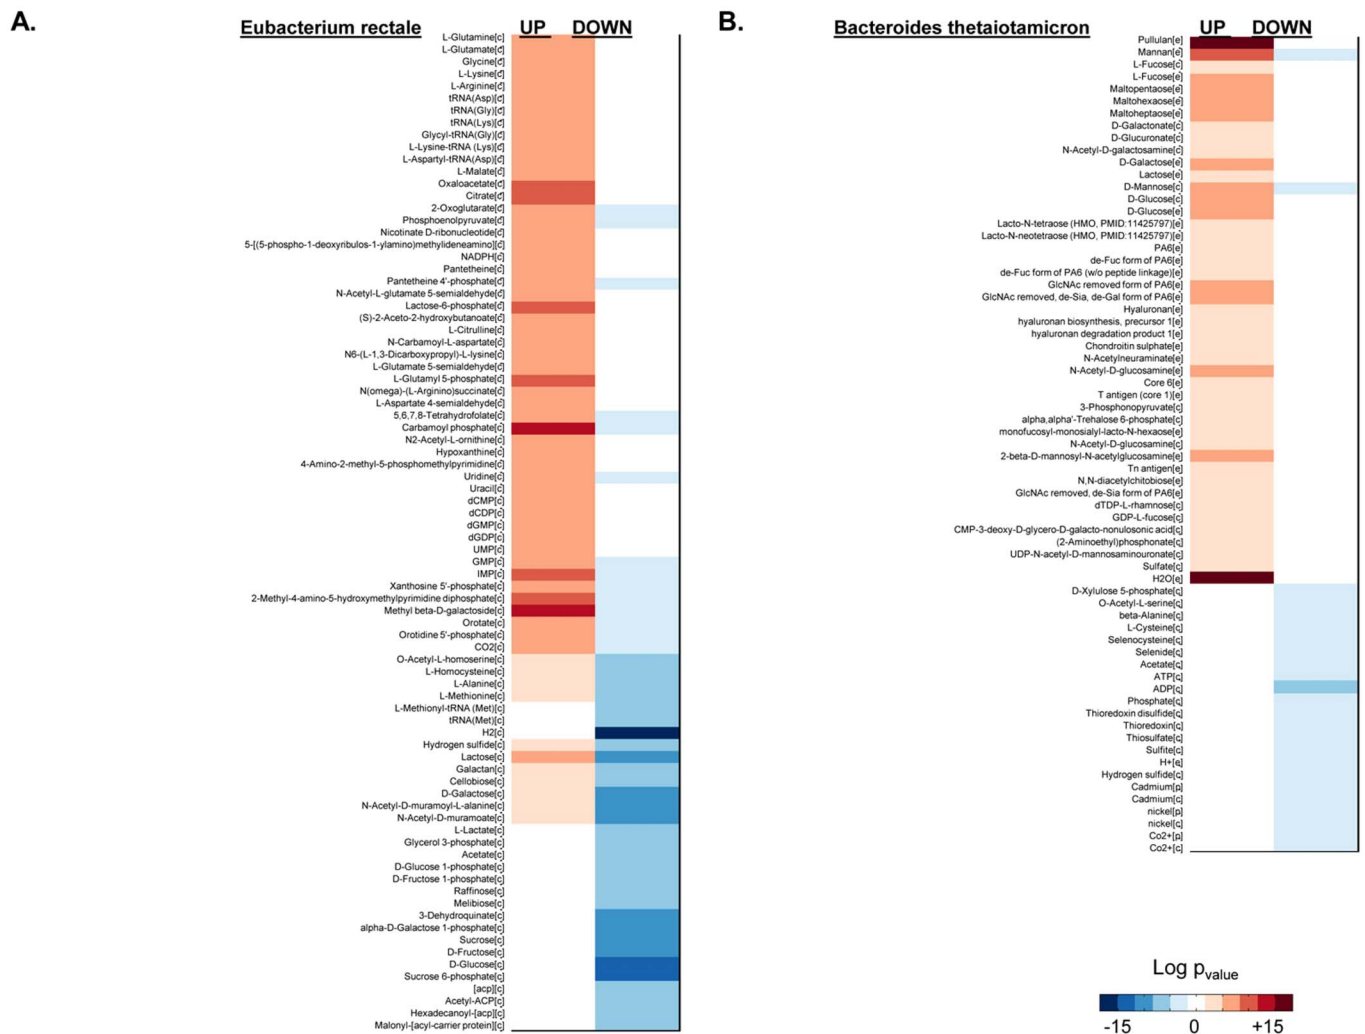 A.
Eubacterium rectale UP DOWN
L-Glutamine[c]
L-Glutamate[c]
Glycine[c]
L-Lysine[c]
L-Arginine[c]
tRNA(Asp)[c]
tRNA(Gly)[c]
tRNA(Lys)[c]
Glycyl-tRNA(Gly)[c]
L-Lysine-tRNA (Lys)[c]
L-Aspartyl-tRNA(Asp)[c]
L-Malate[c]
Oxaloacetate[c]
Citrate[c]
2-Oxoglutarate[c]
Phosphoenolpyruvate[c]
Nicotinate D-ribonucleotide[c]
5-[(5-phospho-1-deoxyribulos-1-ylamino)methylideneamino][c]
NADPH[c]
Pantetheine[c]
Pantetheine 4'-phosphate[c]
N-Acetyl-L-glutamate 5-semialdehyde[c]
Lactose-6-phosphate[c]
(S)-2-Aceto-2-hydroxybutanoate[c]
L-Citrulline[c]
N-Carbamoyl-L-aspartate[c]
N6-(L-1,3-Dicarboxypropyl)-L-lysine[c]
L-Glutamate 5-semialdehyde[c]
L-Glutamyl 5-phosphate[c]
N(omega)-(L-Arginino)succinate[c]
L-Aspartate 4-semialdehyde[c]
5,6,7,8-Tetrahydrofolate[c]
Carbamoyl phosphate[c]
N2-Acetyl-L-ornithine[c]
Hypoxanthine[c]
4-Amino-2-methyl-5-phosphomethylpyrimidine[c]
Uridine[c]
Uracil[c]
dCMP[c]
dCDP[c]
dGMP[c]
dGDP[c]
UMP[c]
GMP[c]
IMP[c]
Xanthosine 5'-phosphate[c]
2-Methyl-4-amino-5-hydroxymethylpyrimidine diphosphate[c]
Methyl beta-D-galactoside[c]
Orotate[c]
Orotidine 5'-phosphate[c]
CO2[c]
O-Acetyl-L-homoserine[c]
L-Homocysteine[c]
L-Alanine[c]
L-Methionine[c]
L-Methionyl-tRNA (Met)[c]
tRNA(Met)[c]
H2[c]
Hydrogen sulfide[c]
Lactose[c]
Galactan[c]
Cellobiose[c]
D-Galactose[c]
N-Acetyl-D-muramoyl-L-alanine[c]
N-Acetyl-D-muramoate[c]
L-Lactate[c]
Glycerol 3-phosphate[c]
Acetate[c]
D-Glucose 1-phosphate[c]
D-Fructose 1-phosphate[c]
Raffinose[c]
Melibiose[c]
3-Dehydroquinate[c]
alpha-D-Galactose 1-phosphate[c]
Sucrose[c]
D-Fructose[c]
D-Glucose[c]
Sucrose 6-phosphate[c]
[acp][c]
Acetyl-ACP[c]
Hexadecanoyl-[acp][c]
Malonyl-[acyl-carrier protein][c]
B.
Bacteroides thetaiotamicron UP DOWN
Pullulan[e]
Mannan[e]
L-Fucose[c]
L-Fucose[e]
Maltopentaose[e]
Maltohexaose[e]
Maltoheptaose[e]
D-Galactonate[c]
D-Glucuronate[c]
N-Acetyl-D-galactosamine[c]
D-Galactose[e]
Lactose[e]
D-Mannose[c]
D-Glucose[c]
D-Glucose[e]
Lacto-N-tetraose (HMO, PMID:11425797)[e]
Lacto-N-neotetraose (HMO, PMID:11425797)[e]
PA6[e]
de-Fuc form of PA6[e]
de-Fuc form of PA6 (w/o peptide linkage)[e]
GlcNAc removed form of PA6[e]
GlcNAc removed, de-Sia, de-Gal form of PA6[e]
Hyaluronan[e]
hyaluronan biosynthesis, precursor 1[e]
hyaluronan degradation product 1[e]
Chondroitin sulphate[e]
N-Acetylneuraminate[e]
N-Acetyl-D-glucosamine[e]
Core 6[e]
T antigen (core 1)[e]
3-Phosphonopyruvate[c]
alpha,alpha'-Trehalose 6-phosphate[c]
monofucosyl-monosialyl-lacto-N-hexaose[e]
N-Acetyl-D-glucosamine[c]
2-beta-D-mannosyl-N-acetylglucosamine[e]
Tn antigen[e]
N,N-diacetylchitobiose[e]
GlcNAc removed, de-Sia form of PA6[e]
dTDP-L-rhamnose[c]
GDP-L-fucose[c]
CMP-3-deoxy-D-glycero-D-galacto-nonulosonic acid[c]
(2-Aminoethyl)phosphonate[c]
UDP-N-acetyl-D-mannosaminouronate[c]
Sulfate[c]
H2O[e]
D-Xylulose 5-phosphate[c]
O-Acetyl-L-serine[c]
beta-Alanine[c]
L-Cysteine[c]
Selenocysteine[c]
Selenide[c]
Acetate[c]
ATP[c]
ADP[c]
Phosphate[c]
Thioredoxin disulfide[c]
Thioredoxin[c]
Thiosulfate[c]
Sulfite[c]
H+[e]
Hydrogen sulfide[c]
Cadmium[p]
Cadmium[c]
nickel[p]
nickel[c]
Co2+[p]
Co2+[c]
Log pvalue
-15 0 +15